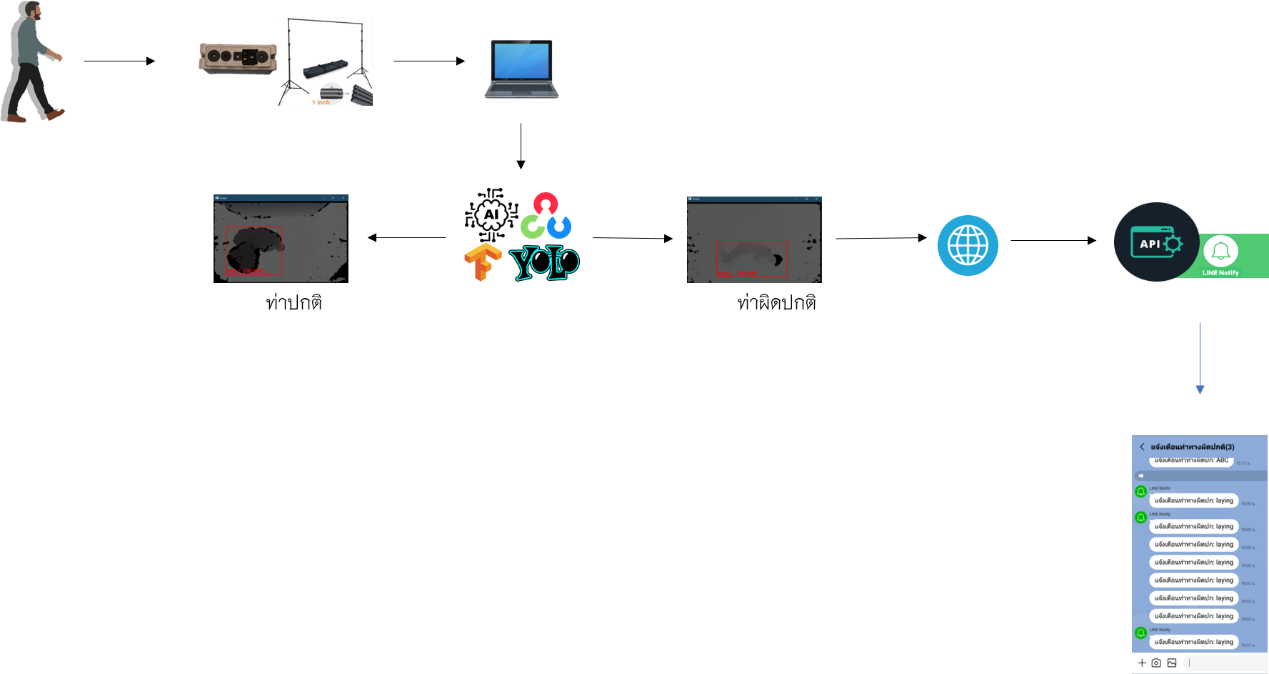 1 inch
AI
YOLO
ท่าปกติ
ท่าผิดปกติ
API
LINE Notify
แจ้งเตือนท่าทางผิดปกติ(3)
แจ้งเตือนท่าทางผิดปก: ABC
LINE Notify
แจ้งเตือนท่าทางผิดปก: laying
LINE Notify
แจ้งเตือนท่าทางผิดปก: laying
แจ้งเตือนท่าทางผิดปก: laying
แจ้งเตือนท่าทางผิดปก: laying
แจ้งเตือนท่าทางผิดปก: laying
แจ้งเตือนท่าทางผิดปก: laying
แจ้งเตือนท่าทางผิดปก: laying
LINE Notify
แจ้งเตือนท่าทางผิดปก: laying